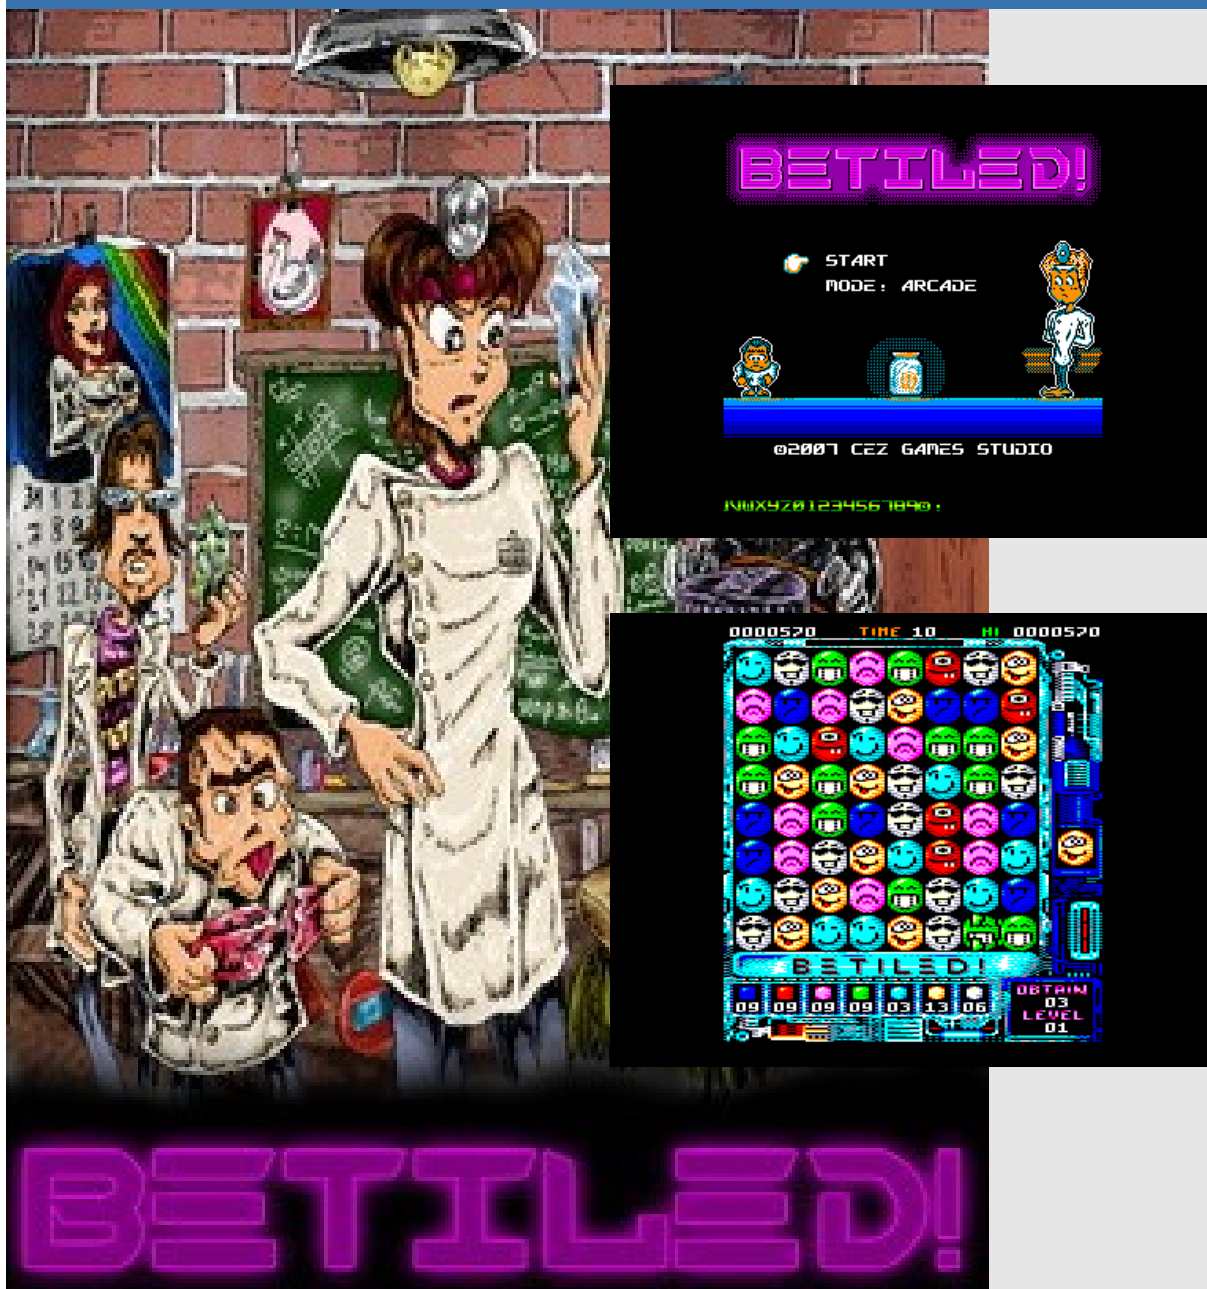 BETILED!
START
MODE: ARCADE
©2007 CEZ GAMES STUDIO
VWXYZ0123456789©:
0000570 TIME 10 HI 0000570
BETILED!
09 09 09 09 03 13 06
OBTAIN
03
LEVEL
01
BETILED!